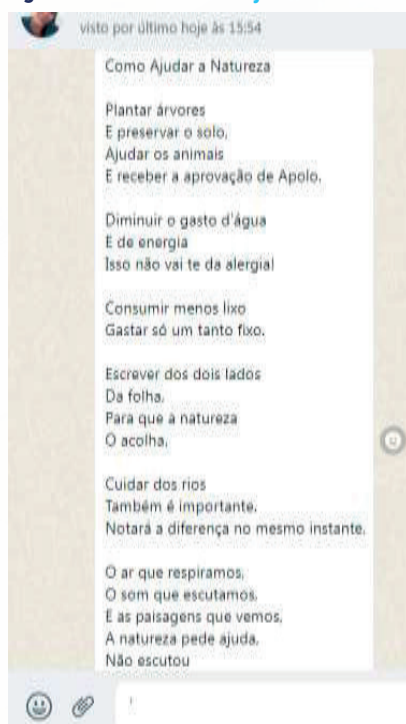 visto por último hoje às 15:54
Como Ajudar a Natureza
Plantar árvores
E preservar o solo,
Ajudar os animais
E receber a aprovação de Apolo.
Diminuir o gasto d'água
E de energia
Isso não vai te da alergia!
Consumir menos lixo
Gastar só um tanto fixo.
Escrever dos dois lados
Da folha,
Para que a natureza
O acolha.
Cuidar dos rios
Também é importante.
Notará a diferença no mesmo instante.
O ar que respiramos,
O som que escutamos,
E as paisagens que vemos,
A natureza pede ajuda,
Não escutou